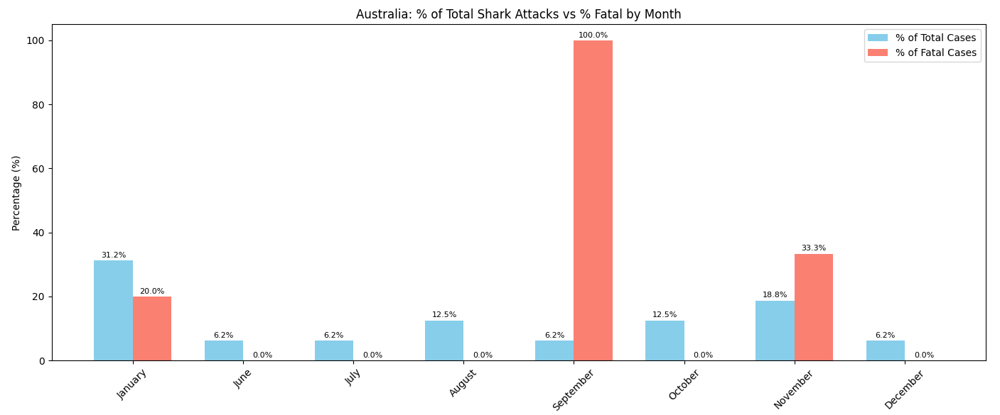 Australia: % of Total Shark Attacks vs % Fatal by Month
% of Total Cases
% of Fatal Cases
Percentage (%)
100
80
60
40
20
0
31.2%
20.0%
6.2%
0.0%
6.2%
0.0%
12.5%
0.0%
6.2%
100.0%
12.5%
0.0%
18.8%
33.3%
6.2%
0.0%
January
June
July
August
September
October
November
December